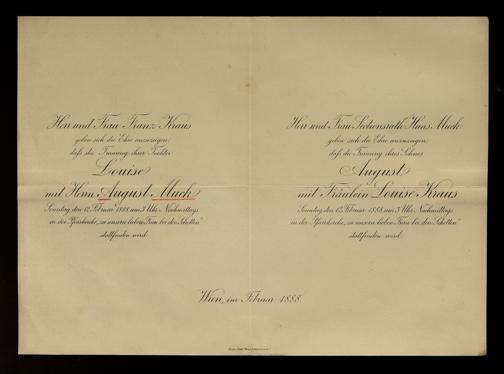 Herr und Frau Franz Kraus
geben sich die Ehre anzuzeigen,
daß die Trauung ihrer Tochter
Louise
mit Herrn August Muck
Sonntag, den 12. Februar 1888, um 3 Uhr Nachmittags
in der Pfarrkirche „zu unserer lieben Frau bei den Schotten“
stattfinden wird.
Herr und Frau Sectionsrath Hans Muck
geben sich die Ehre anzuzeigen,
daß die Trauung ihres Sohnes
August
mit Fräulein Louise Kraus
Sonntag, den 12. Februar 1888, um 3 Uhr Nachmittags
in der Pfarrkirche „zu unserer lieben Frau bei den Schotten“
stattfinden wird.
Wien, im Februar 1888.